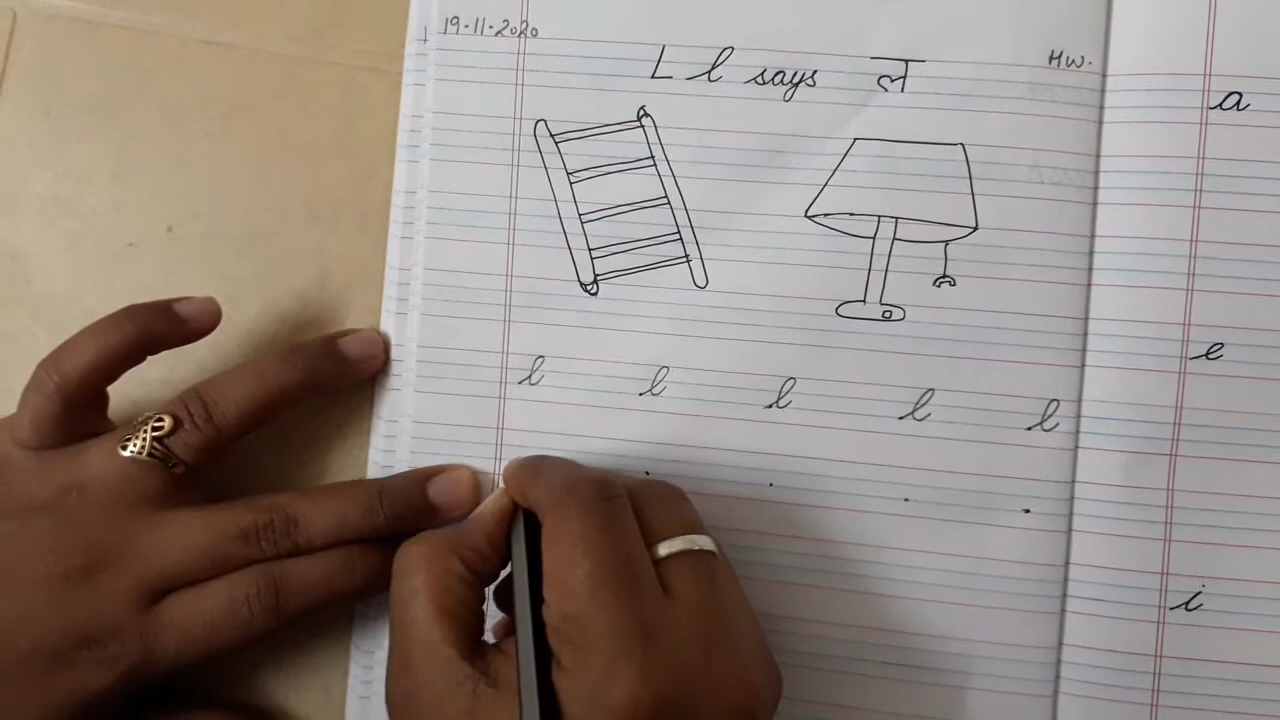 19-11-2020
HW.
L l says ल
l l l l l
a
e
i